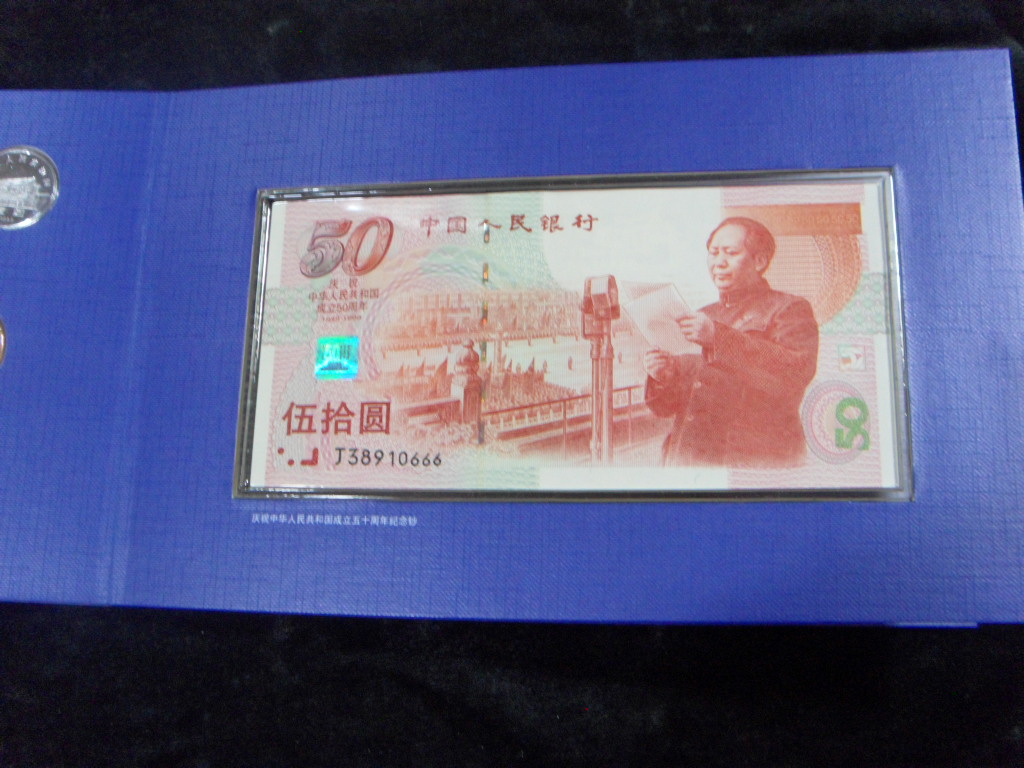 50
中国人民银行
庆祝
中华人民共和国
成立50周年
伍拾圆
J38910666
50
庆祝中华人民共和国成立五十周年纪念钞